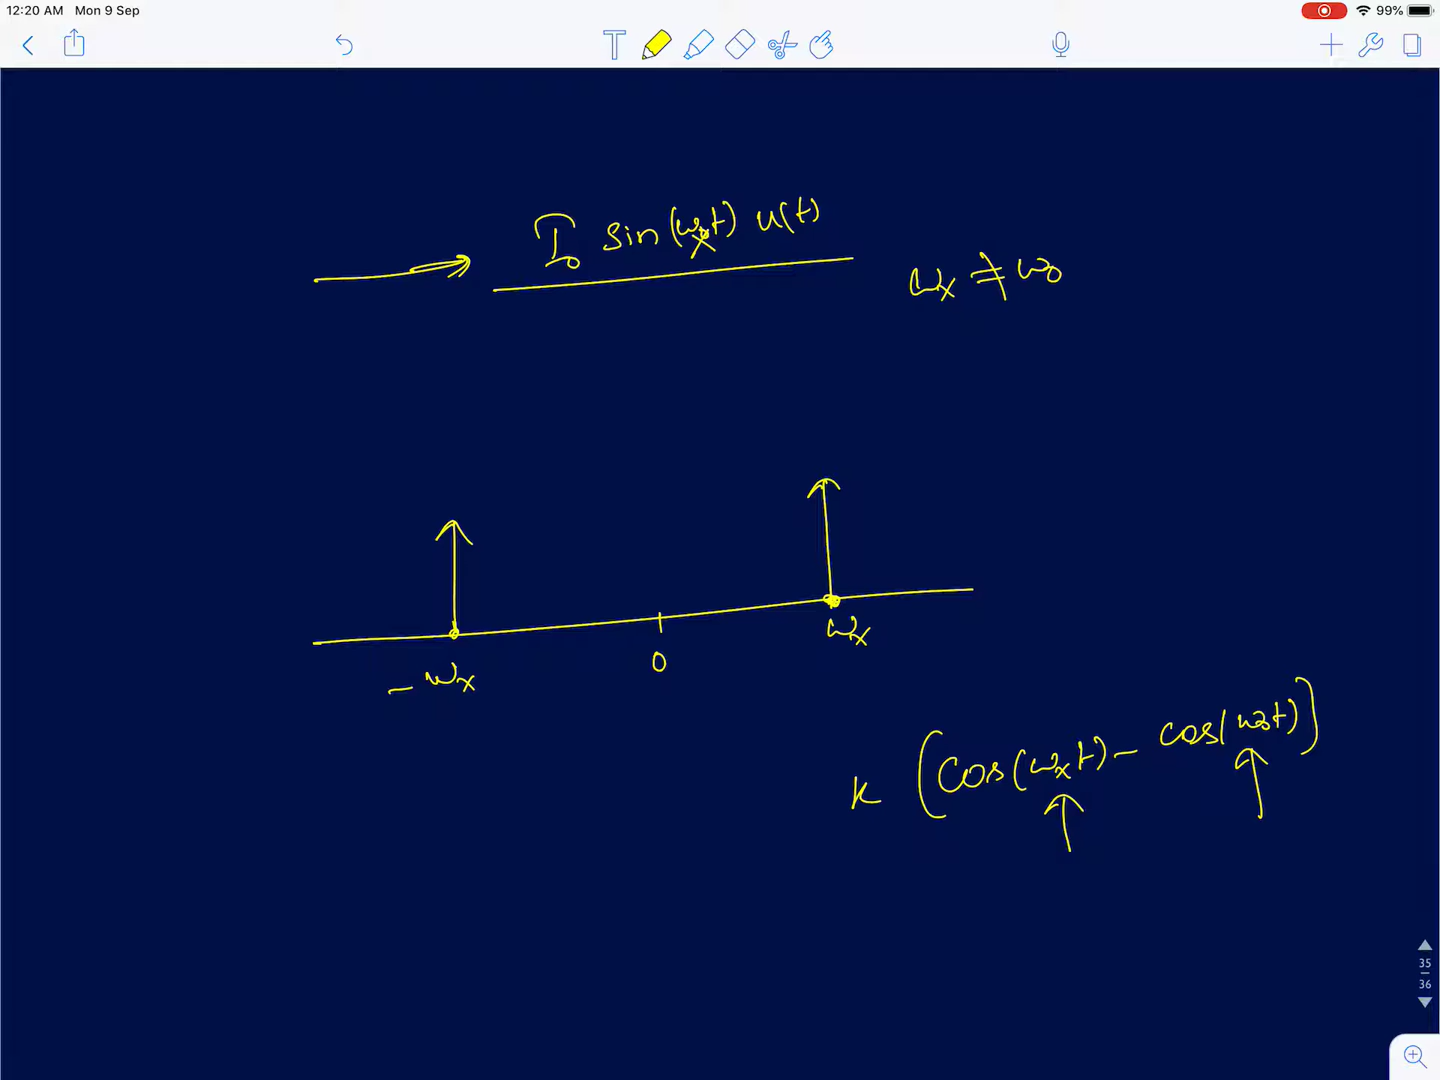 12:20 AM Mon 9 Sep 99%
T
I₀ sin(ωₓt) u(t)
ωₓ ≠ ω₀
ωₓ
0
- ωₓ
K (cos(ωₓt) - cos(ω₀t))
35
36